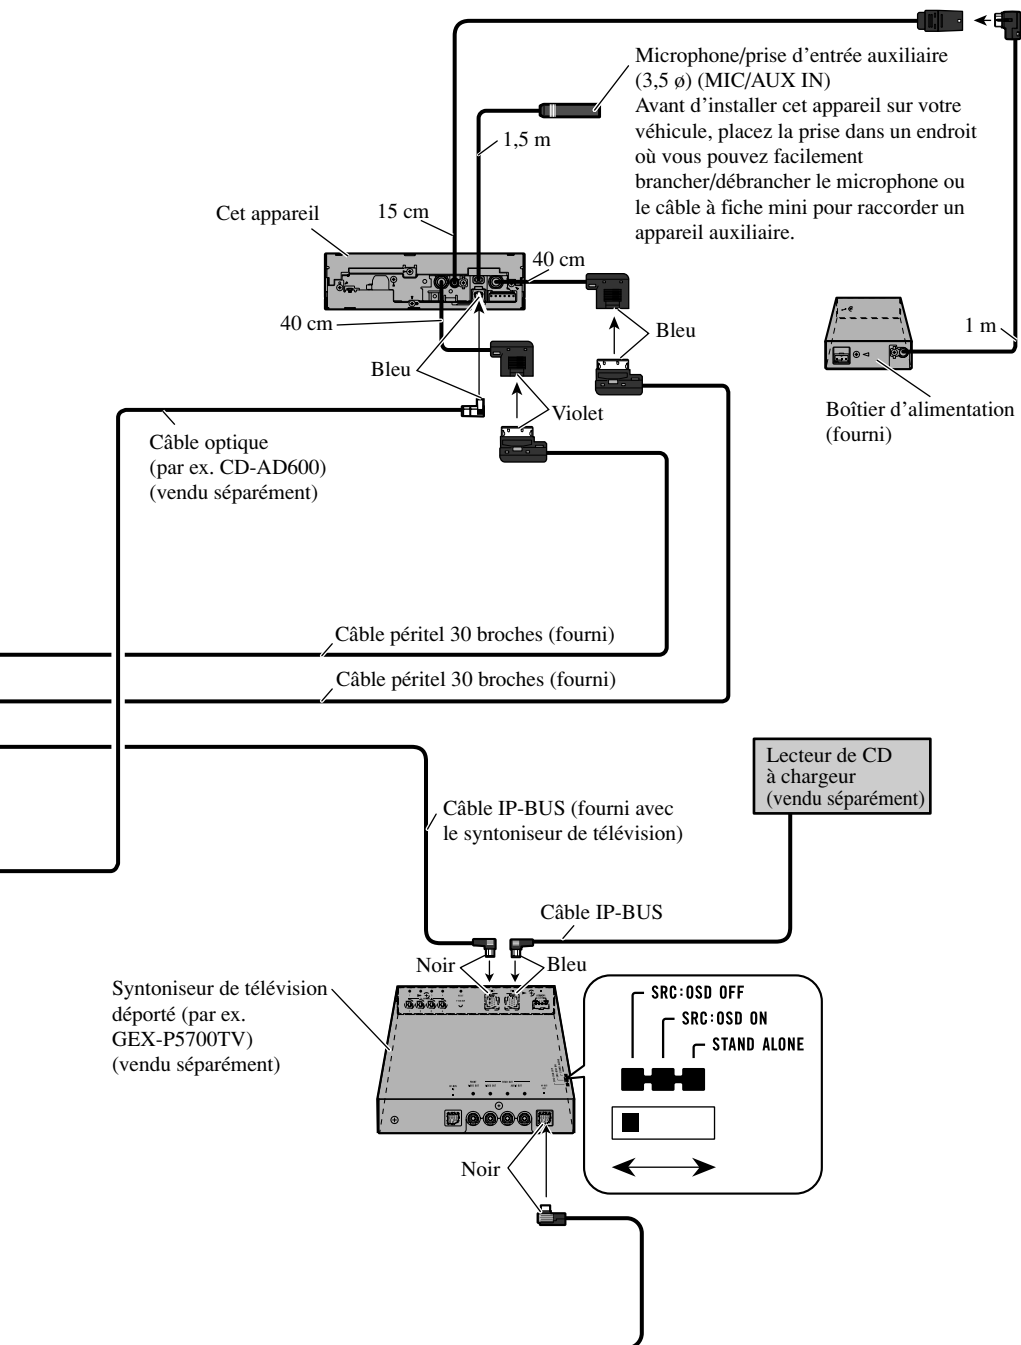 Microphone/prise d’entrée auxiliaire
(3,5 ø) (MIC/AUX IN)
Avant d’installer cet appareil sur votre
véhicule, placez la prise dans un endroit
où vous pouvez facilement
brancher/débrancher le microphone ou
le câble à fiche mini pour raccorder un
appareil auxiliaire.
1,5 m
Cet appareil
15 cm
40 cm
40 cm
Bleu
Bleu
1 m
Violet
Boîtier d’alimentation
(fourni)
Câble optique
(par ex. CD-AD600)
(vendu séparément)
Câble péritel 30 broches (fourni)
Câble péritel 30 broches (fourni)
Lecteur de CD
à chargeur
(vendu séparément)
Câble IP-BUS (fourni avec
le syntoniseur de télévision)
Câble IP-BUS
Noir
Bleu
Syntoniseur de télévision
déporté (par ex.
GEX-P5700TV)
(vendu séparément)
SRC:OSD OFF
SRC:OSD ON
STAND ALONE
Noir